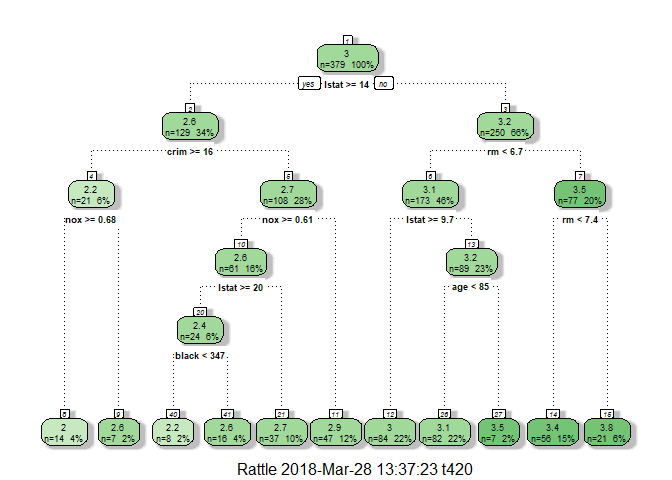 1
3
n=379 100%
yes lstat >= 14 no
2
2.6
n=129 34%
3
3.2
n=250 66%
crim >= 16
rm < 6.7
4
2.2
n=21 6%
5
2.7
n=108 28%
6
3.1
n=173 46%
7
3.5
n=77 20%
nox >= 0.68
nox >= 0.61
lstat >= 9.7
rm < 7.4
10
2.6
n=61 16%
13
3.2
n=89 23%
lstat >= 20
age < 85
20
2.4
n=24 6%
black < 347
8
2
n=14 4%
9
2.6
n=7 2%
40
2.2
n=8 2%
41
2.6
n=16 4%
21
2.7
n=37 10%
11
2.9
n=47 12%
12
3
n=84 22%
26
3.1
n=82 22%
27
3.5
n=7 2%
14
3.4
n=56 15%
15
3.8
n=21 6%
Rattle 2018-Mar-28 13:37:23 t420